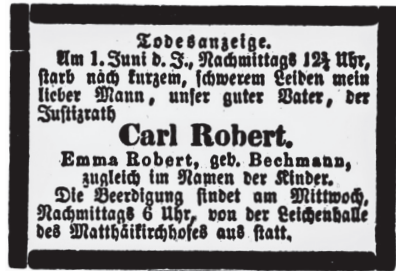 Todesanzeige.
Am 1. Juni d. J., Nachmittags 12¾ Uhr,
starb nach kurzem, schwerem Leiden mein
lieber Mann, unser guter Vater, der
Justizrath
Carl Robert.
Emma Robert, geb. Bechmann,
zugleich im Namen der Kinder.
Die Beerdigung findet am Mittwoch,
Nachmittags 6 Uhr, von der Leichenhalle
des Matthäikirchhofes aus statt.